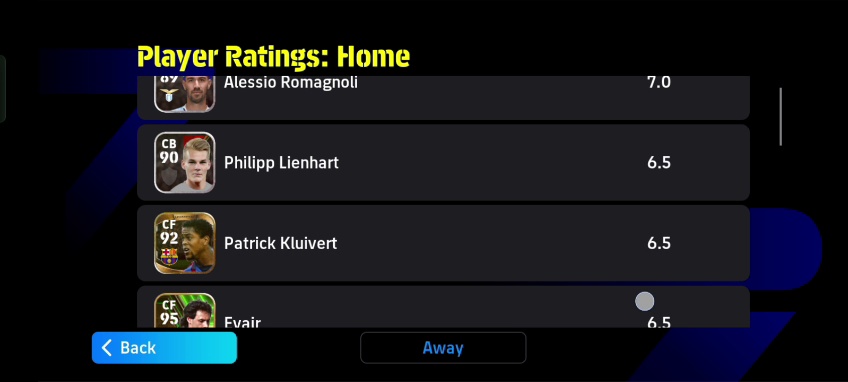 Player Ratings: Home
89
Alessio Romagnoli
7.0
CB
90
Philipp Lienhart
6.5
CF
92
Patrick Kluivert
6.5
CF
95
Evair
6.5
Back
Away